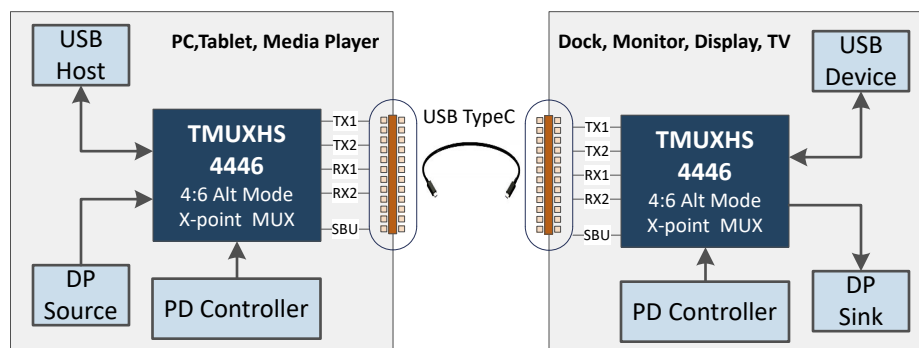 USB
Host
PC,Tablet, Media Player
TMUXHS
4446
4:6 Alt Mode
X-point MUX
TX1
TX2
RX1
RX2
SBU
DP
Source
PD Controller
USB TypeC
Dock, Monitor, Display, TV
USB
Device
TX1
TX2
RX1
RX2
SBU
TMUXHS
4446
4:6 Alt Mode
X-point MUX
PD Controller
DP
Sink